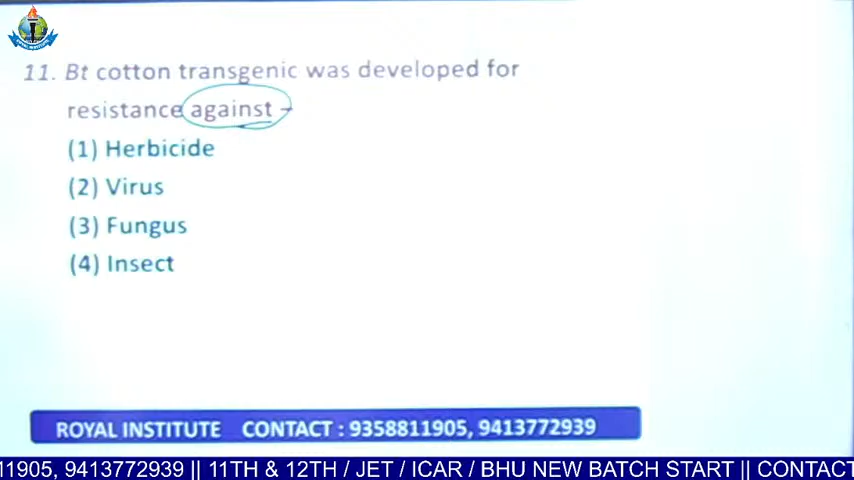 11. Bt cotton transgenic was developed for
resistance against -
(1) Herbicide
(2) Virus
(3) Fungus
(4) Insect
ROYAL INSTITUTE CONTACT : 9358811905, 9413772939
11905, 9413772939 || 11TH & 12TH / JET / ICAR / BHU NEW BATCH START || CONTACT